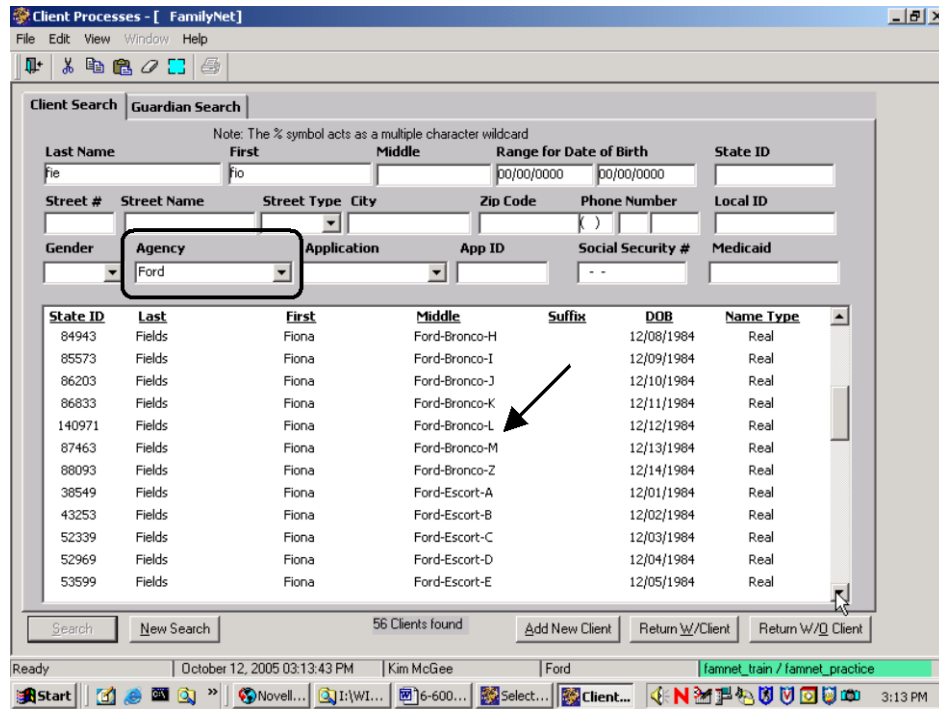 Client Processes - [ FamilyNet]
File Edit View Window Help
Client Search Guardian Search
Note: The % symbol acts as a multiple character wildcard
Last Name First Middle Range for Date of Birth State ID
fie fio 00/00/0000 00/00/0000
Street # Street Name Street Type City Zip Code Phone Number Local ID
( )
Gender Agency Application App ID Social Security # Medicaid
Ford - -
State ID Last First Middle Suffix DOB Name Type
84943 Fields Fiona Ford-Bronco-H 12/08/1984 Real
85573 Fields Fiona Ford-Bronco-I 12/09/1984 Real
86203 Fields Fiona Ford-Bronco-J 12/10/1984 Real
86833 Fields Fiona Ford-Bronco-K 12/11/1984 Real
140971 Fields Fiona Ford-Bronco-L 12/12/1984 Real
87463 Fields Fiona Ford-Bronco-M 12/13/1984 Real
88093 Fields Fiona Ford-Bronco-Z 12/14/1984 Real
38549 Fields Fiona Ford-Escort-A 12/01/1984 Real
43253 Fields Fiona Ford-Escort-B 12/02/1984 Real
52339 Fields Fiona Ford-Escort-C 12/03/1984 Real
52969 Fields Fiona Ford-Escort-D 12/04/1984 Real
53599 Fields Fiona Ford-Escort-E 12/05/1984 Real
Search New Search 56 Clients found Add New Client Return W/Client Return W/O Client
Ready October 12, 2005 03:13:43 PM Kim McGee Ford famnet_train / famnet_practice
Start » Novell... I:\WI... 6-600... Select... Client... N 3:13 PM